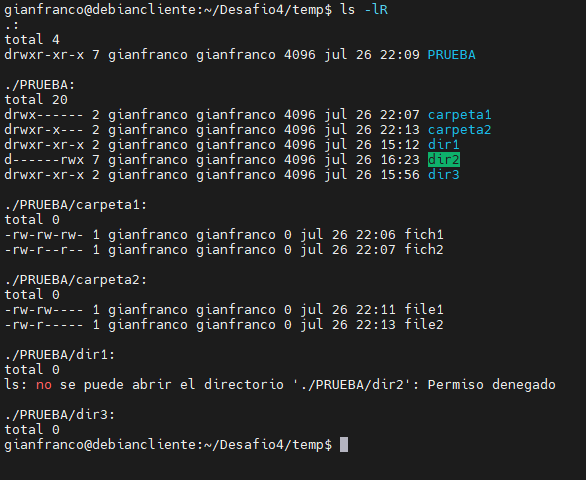 gianfranco@debiancliente:~/Desafio4/temp$ ls -lR
.:
total 4
drwxr-xr-x 7 gianfranco gianfranco 4096 jul 26 22:09 PRUEBA
./PRUEBA:
total 20
drwx------ 2 gianfranco gianfranco 4096 jul 26 22:07 carpeta1
drwxr-x--- 2 gianfranco gianfranco 4096 jul 26 22:13 carpeta2
drwxr-xr-x 2 gianfranco gianfranco 4096 jul 26 15:12 dir1
d------rwx 7 gianfranco gianfranco 4096 jul 26 16:23 dir2
drwxr-xr-x 2 gianfranco gianfranco 4096 jul 26 15:56 dir3
./PRUEBA/carpeta1:
total 0
-rw-rw-rw- 1 gianfranco gianfranco 0 jul 26 22:06 fich1
-rw-r--r-- 1 gianfranco gianfranco 0 jul 26 22:07 fich2
./PRUEBA/carpeta2:
total 0
-rw-rw---- 1 gianfranco gianfranco 0 jul 26 22:11 file1
-rw-r----- 1 gianfranco gianfranco 0 jul 26 22:13 file2
./PRUEBA/dir1:
total 0
ls: no se puede abrir el directorio './PRUEBA/dir2': Permiso denegado
./PRUEBA/dir3:
total 0
gianfranco@debiancliente:~/Desafio4/temp$